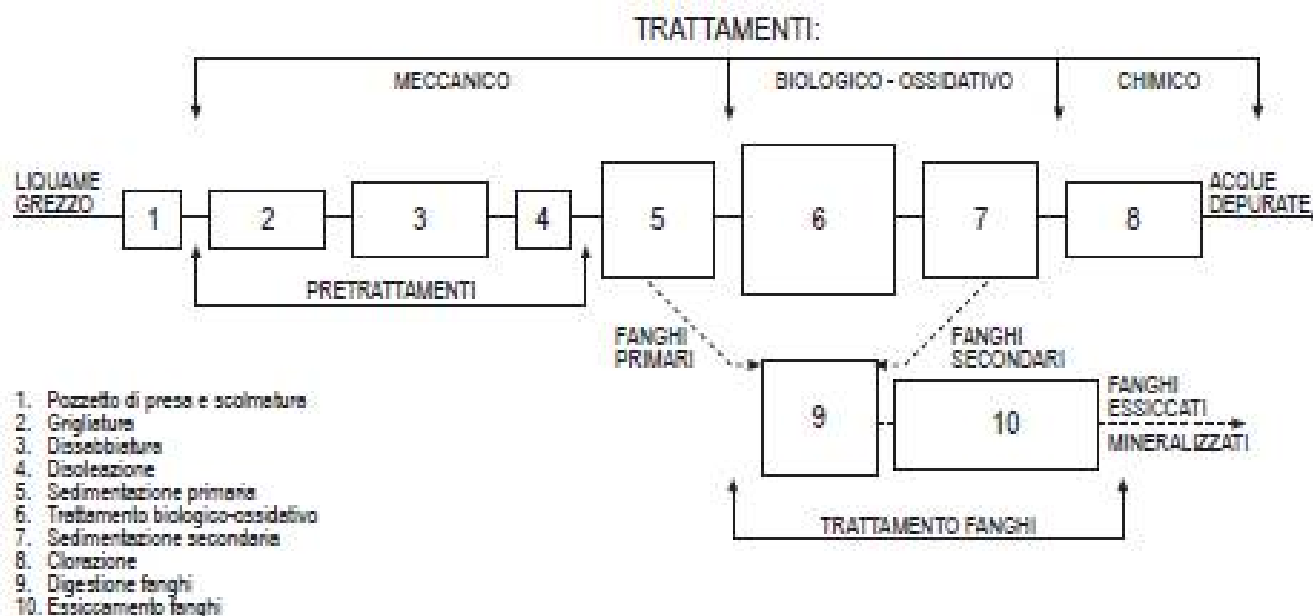 TRATTAMENTI:
MECCANICO
BIOLOGICO - OSSIDATIVO
CHIMICO
LIQUAME
GREZZO
1
2
3
4
5
6
7
8
ACQUE
DEPURATE
PRETRATTAMENTI
FANGHI
PRIMARI
FANGHI
SECONDARI
9
10
FANGHI
ESSICCATI
MINERALIZZATI
TRATTAMENTO FANGHI
1. Pozzetto di presa e scolmatura
2. Grigliatura
3. Dissabbiatura
4. Disoleazione
5. Sedimentazione primaria
6. Trattamento biologico-ossidativo
7. Sedimentazione secondaria
8. Clorazione
9. Digestione fanghi
10. Essiccamento fanghi